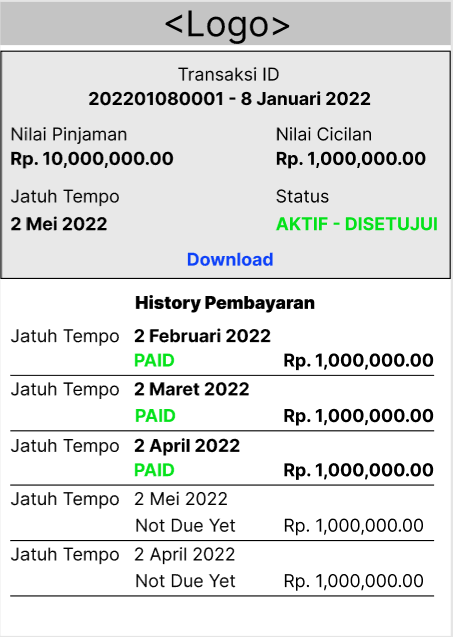 <Logo>
Transaksi ID
202201080001 - 8 Januari 2022
Nilai Pinjaman Nilai Cicilan
Rp. 10,000,000.00 Rp. 1,000,000.00
Jatuh Tempo Status
2 Mei 2022 AKTIF - DISETUJUI
Download
History Pembayaran
Jatuh Tempo 2 Februari 2022
PAID Rp. 1,000,000.00
Jatuh Tempo 2 Maret 2022
PAID Rp. 1,000,000.00
Jatuh Tempo 2 April 2022
PAID Rp. 1,000,000.00
Jatuh Tempo 2 Mei 2022
Not Due Yet Rp. 1,000,000.00
Jatuh Tempo 2 April 2022
Not Due Yet Rp. 1,000,000.00